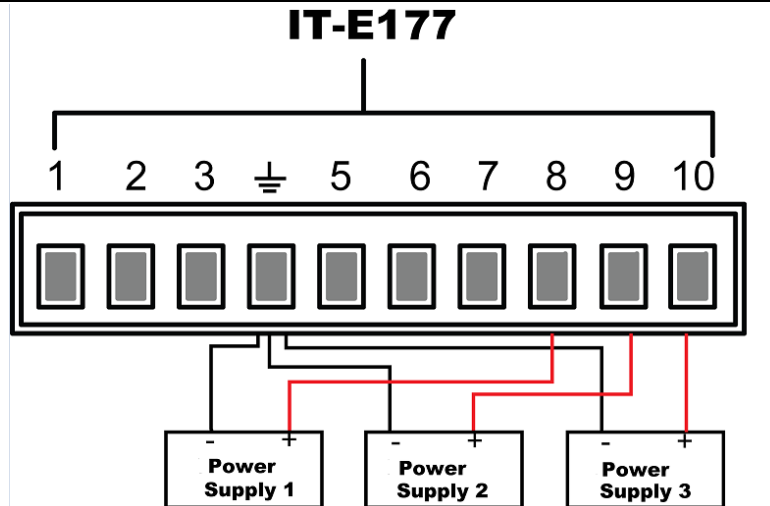 IT-E177
1 2 3 ⏚ 5 6 7 8 9 10
- + - + - +
Power Power Power
Supply 1 Supply 2 Supply 3